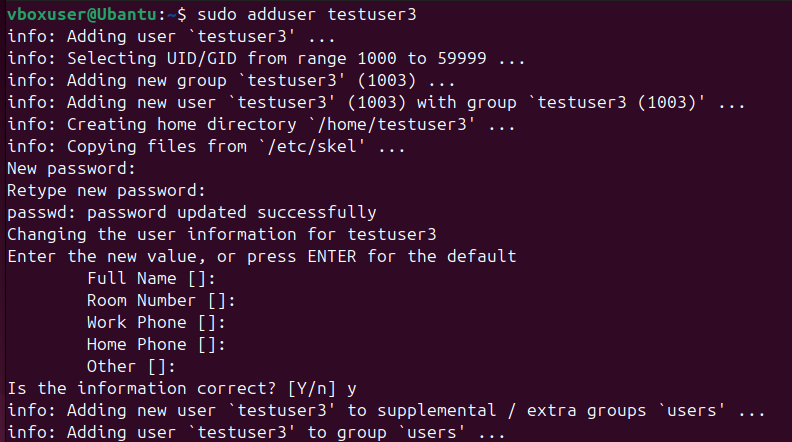 vboxuser@Ubantu:~$ sudo adduser testuser3
info: Adding user `testuser3' ...
info: Selecting UID/GID from range 1000 to 59999 ...
info: Adding new group `testuser3' (1003) ...
info: Adding new user `testuser3' (1003) with group `testuser3 (1003)' ...
info: Creating home directory `/home/testuser3' ...
info: Copying files from `/etc/skel' ...
New password:
Retype new password:
passwd: password updated successfully
Changing the user information for testuser3
Enter the new value, or press ENTER for the default
        Full Name []:
        Room Number []:
        Work Phone []:
        Home Phone []:
        Other []:
Is the information correct? [Y/n] y
info: Adding new user `testuser3' to supplemental / extra groups `users' ...
info: Adding user `testuser3' to group `users' ...